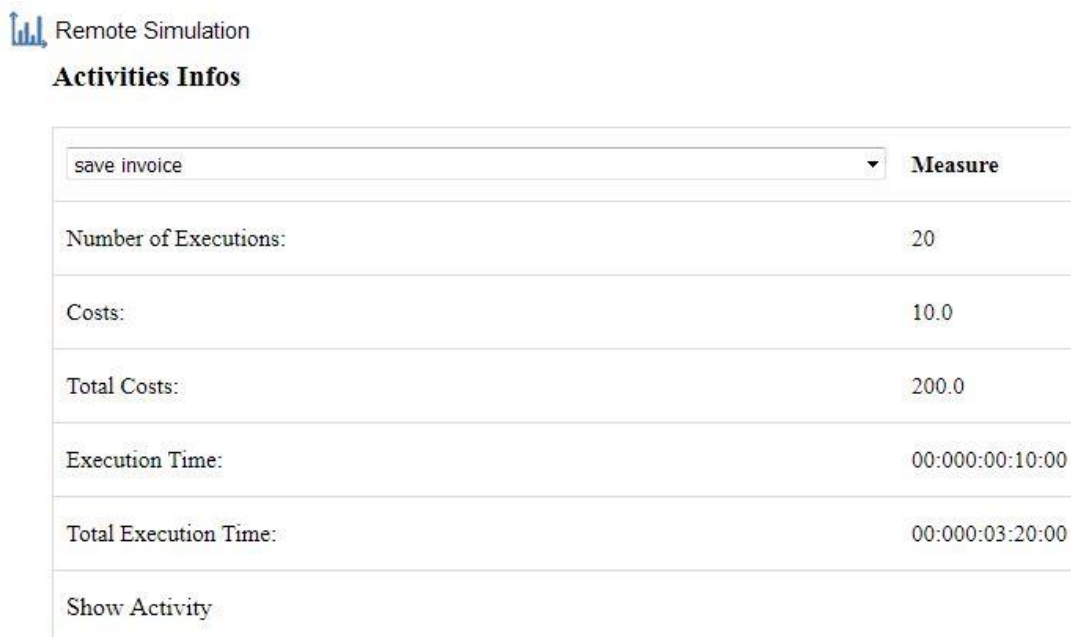 Remote Simulation
Activities Infos
save invoice Measure
Number of Executions: 20
Costs: 10.0
Total Costs: 200.0
Execution Time: 00:000:00:10:00
Total Execution Time: 00:000:03:20:00
Show Activity